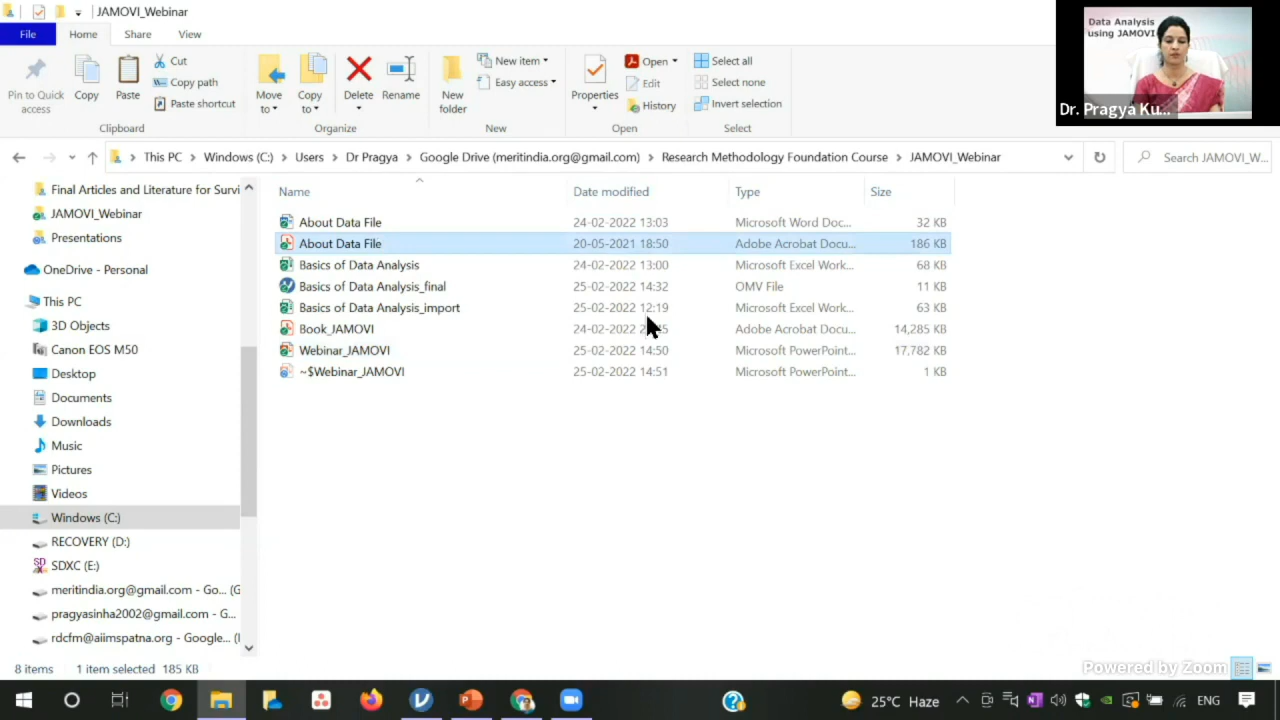 JAMOVI_Webinar
File Home Share View
Pin to Quick access
Copy
Paste
Cut
Copy path
Paste shortcut
Clipboard
Move to
Copy to
Delete
Rename
Organize
New folder
New item
Easy access
New
Properties
Open
Edit
History
Open
Select all
Select none
Invert selection
Select
Data Analysis
using JAMOVI
Dr. Pragya Ku...
This PC Windows (C:) Users Dr Pragya Google Drive (meritindia.org@gmail.com) Research Methodology Foundation Course JAMOVI_Webinar
Search JAMOVI_W...
Final Articles and Literature for Survi
JAMOVI_Webinar
Presentations
OneDrive - Personal
This PC
3D Objects
Canon EOS M50
Desktop
Documents
Downloads
Music
Pictures
Videos
Windows (C:)
RECOVERY (D:)
SDXC (E:)
meritindia.org@gmail.com - Go... (G
pragyasinha2002@gmail.com - G...
rdcfm@aiimspatna.org - Google... (I
Name Date modified Type Size
About Data File 24-02-2022 13:03 Microsoft Word Doc... 32 KB
About Data File 20-05-2021 18:50 Adobe Acrobat Docu... 186 KB
Basics of Data Analysis 24-02-2022 13:00 Microsoft Excel Work... 68 KB
Basics of Data Analysis_final 25-02-2022 14:32 OMV File 11 KB
Basics of Data Analysis_import 25-02-2022 12:19 Microsoft Excel Work... 63 KB
Book_JAMOVI 24-02-2022 Adobe Acrobat Docu... 14,285 KB
Webinar_JAMOVI 25-02-2022 14:50 Microsoft PowerPoint... 17,782 KB
~$Webinar_JAMOVI 25-02-2022 14:51 Microsoft PowerPoint... 1 KB
8 items 1 item selected 185 KB
Powered by Zoom
25°C Haze ENG